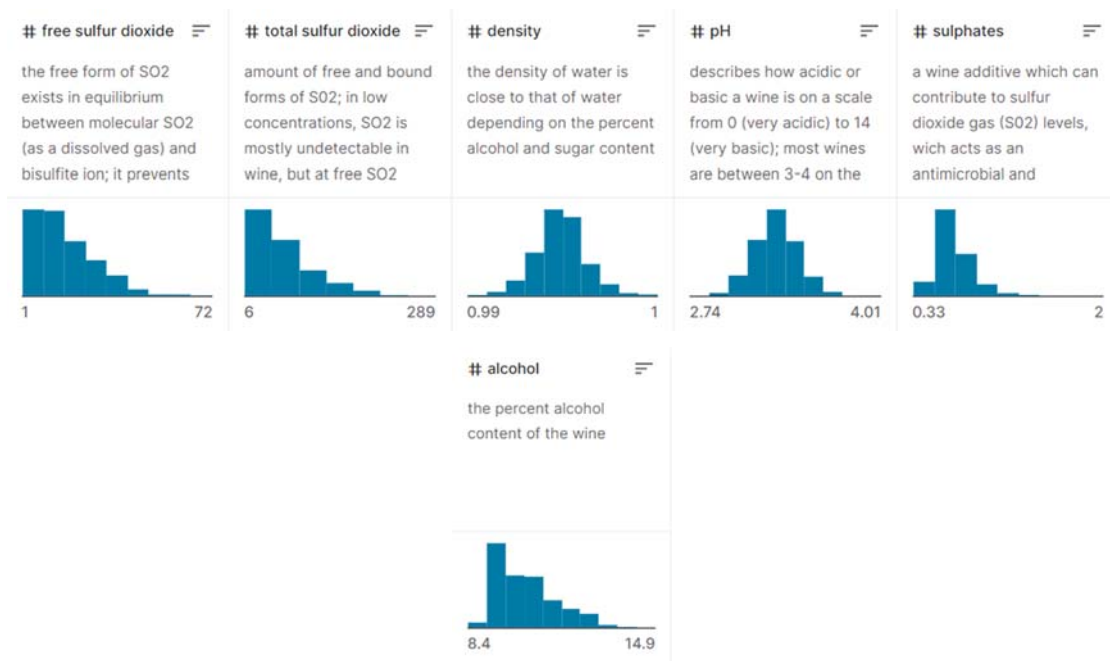 # free sulfur dioxide
the free form of SO2
exists in equilibrium
between molecular SO2
(as a dissolved gas) and
bisulfite ion; it prevents
1 72
# total sulfur dioxide
amount of free and bound
forms of S02; in low
concentrations, SO2 is
mostly undetectable in
wine, but at free SO2
6 289
# density
the density of water is
close to that of water
depending on the percent
alcohol and sugar content
0.99 1
# pH
describes how acidic or
basic a wine is on a scale
from 0 (very acidic) to 14
(very basic); most wines
are between 3-4 on the
2.74 4.01
# sulphates
a wine additive which can
contribute to sulfur
dioxide gas (S02) levels,
wich acts as an
antimicrobial and
0.33 2
# alcohol
the percent alcohol
content of the wine
8.4 14.9